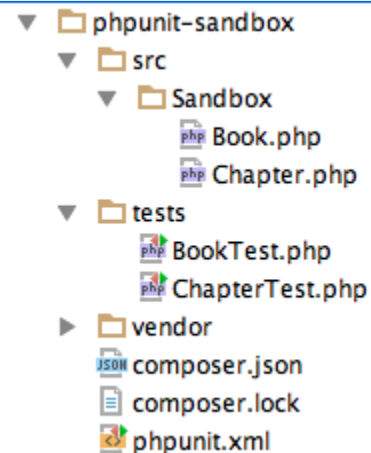 phpunit-sandbox
src
Sandbox
php Book.php
php Chapter.php
tests
php BookTest.php
php ChapterTest.php
vendor
JSON composer.json
composer.lock
phpunit.xml